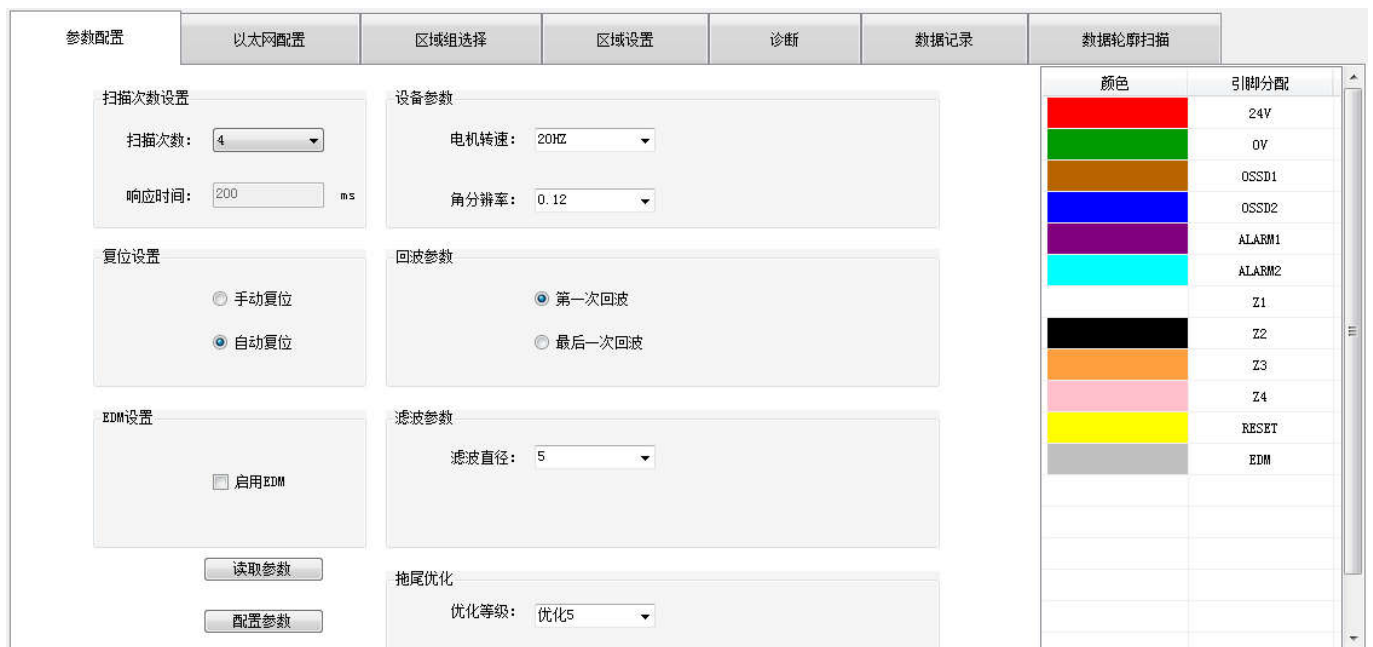 参数配置 以太网配置 区域组选择 区域设置 诊断 数据记录 数据轮廓扫描
扫描次数设置
扫描次数： 4
响应时间： 200 ms
设备参数
电机转速： 20HZ
角分辨率： 0.12
复位设置
手动复位
自动复位
回波参数
第一次回波
最后一次回波
EDM设置
启用EDM
滤波参数
滤波直径： 5
读取参数
配置参数
拖尾优化
优化等级： 优化5
颜色 引脚分配
24V
0V
OSSD1
OSSD2
ALARM1
ALARM2
Z1
Z2
Z3
Z4
RESET
EDM